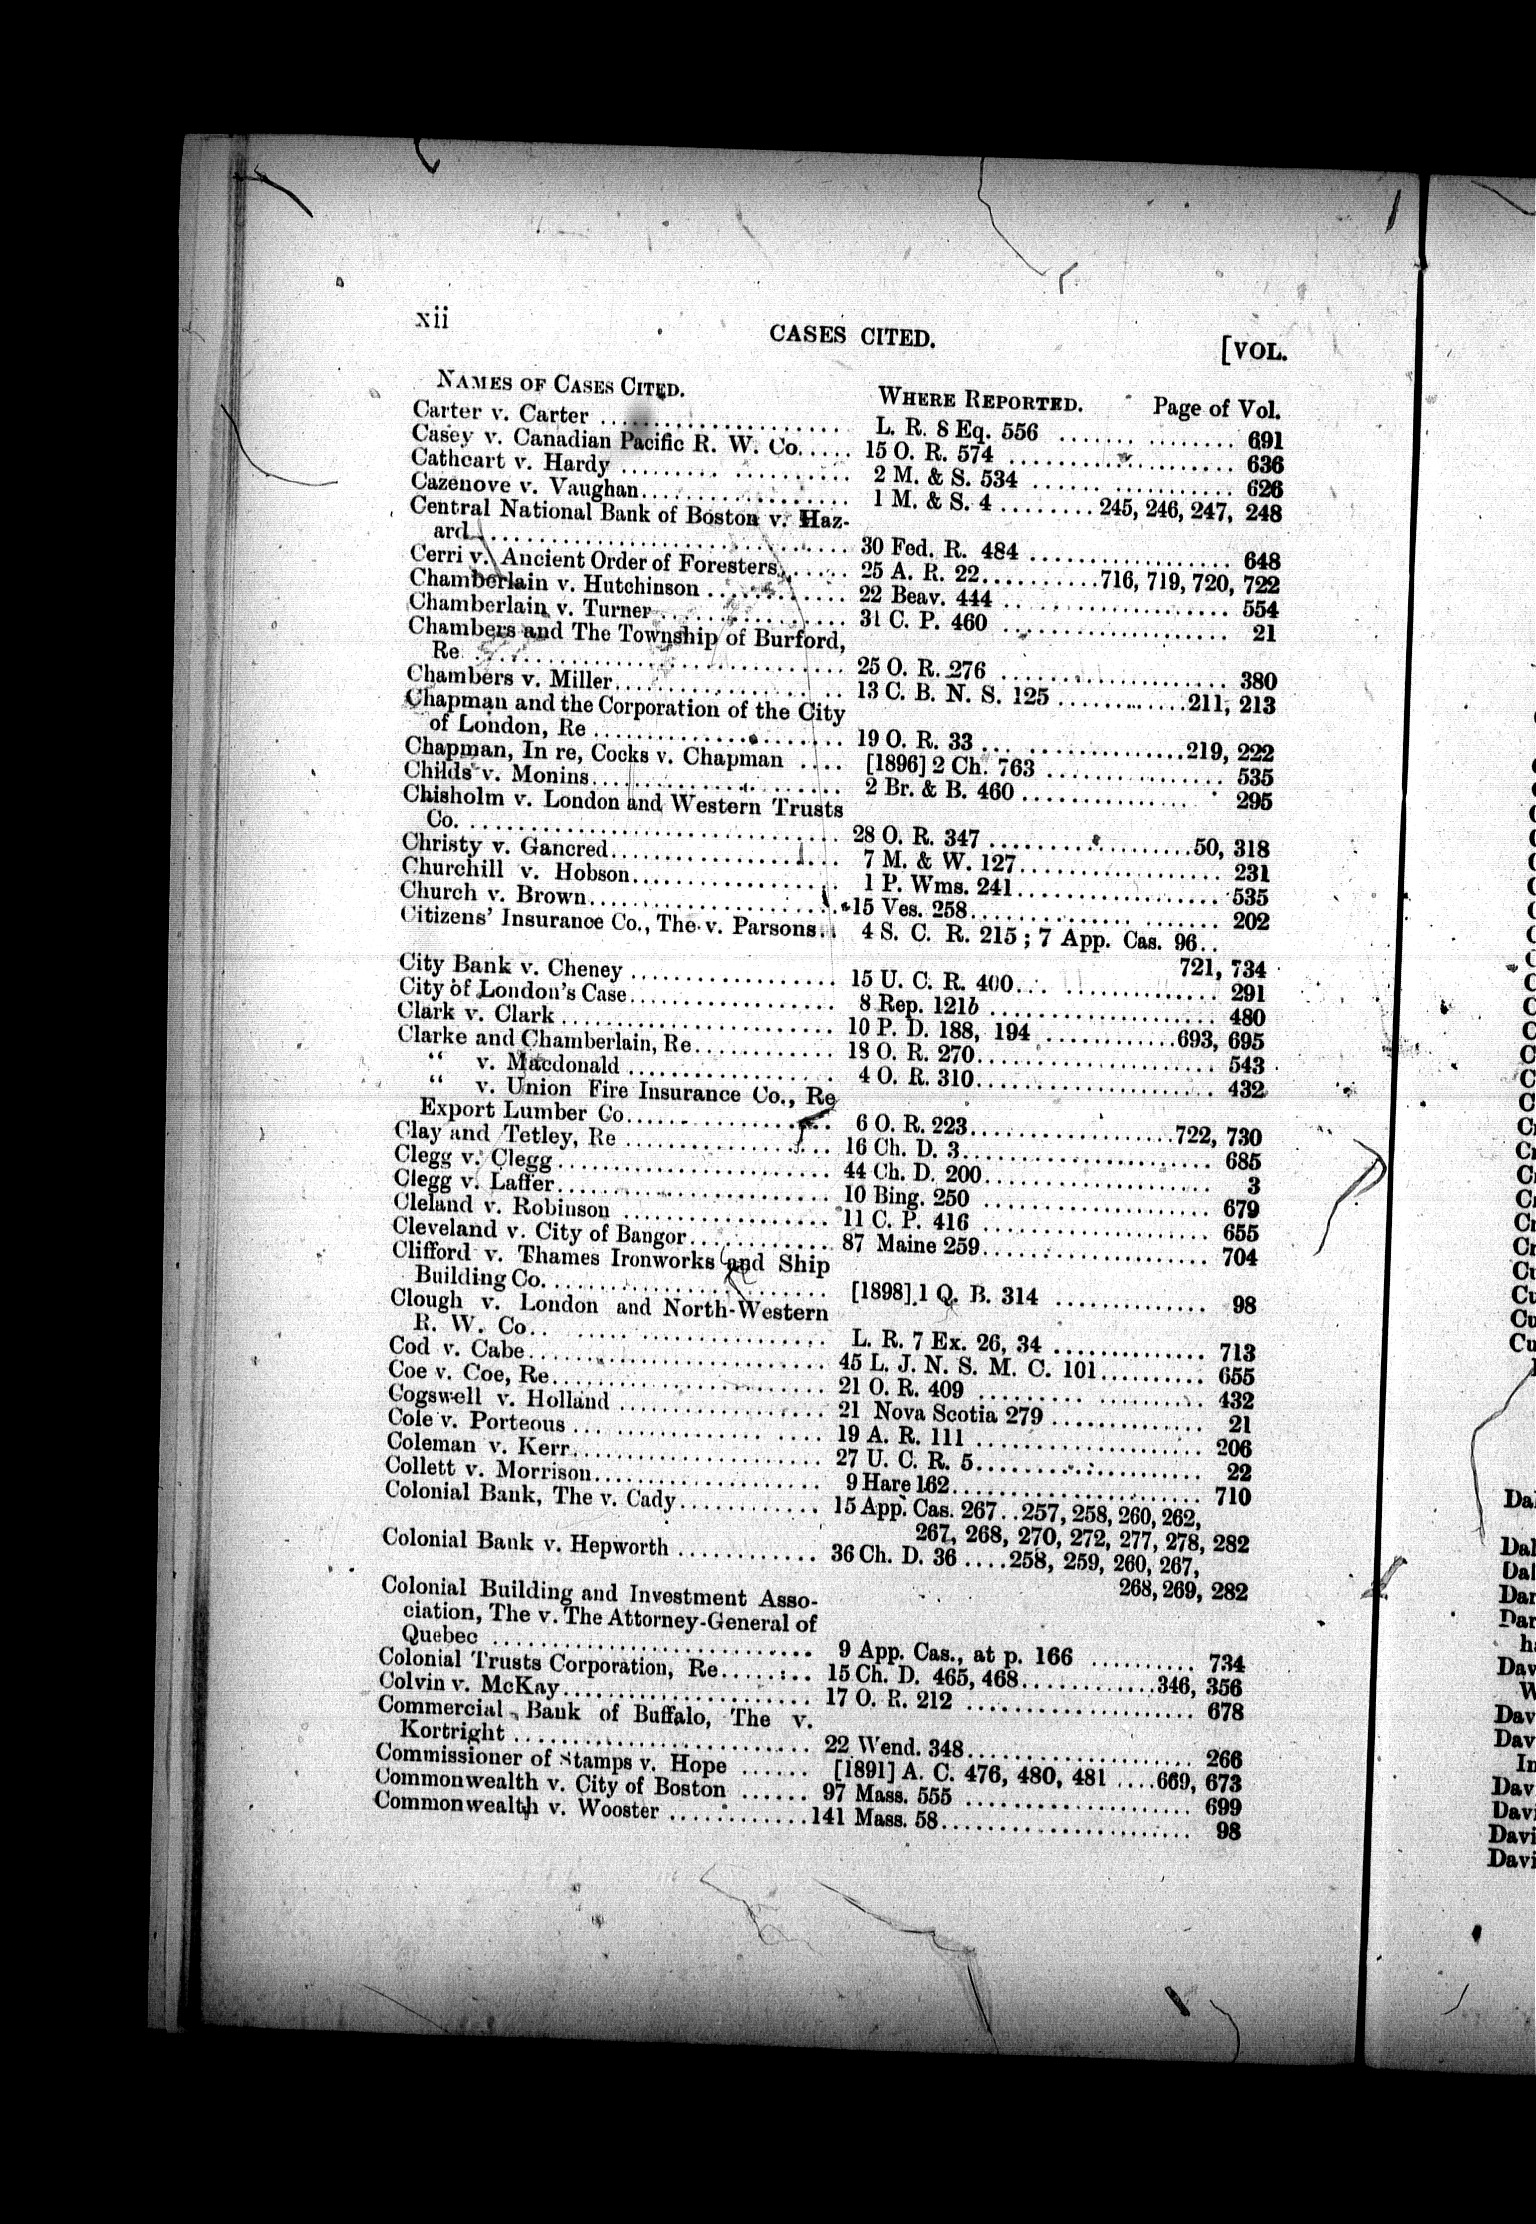 xii CASES CITED. [VOL.
NAMES OF CASES CITED. WHERE REPORTED. Page of Vol.
Carter v. Carter .................... L. R. 8 Eq. 556 ............... 691
Casey v. Canadian Pacific R. W. Co..... 15 O. R. 574 .................... 636
Cathcart v. Hardy .................... 2 M. & S. 534 .................. 626
Cazenove v. Vaughan.................. 1 M. & S. 4 ........ 245, 246, 247, 248
Central National Bank of Boston v. Haz-
ard.............................. 30 Fed. R. 484 .................. 648
Cerri v. Ancient Order of Foresters....... 25 A. R. 22..........716, 719, 720, 722
Chamberlain v. Hutchinson ............ 22 Beav. 444 .................... 554
Chamberlain v. Turner ................ 31 C. P. 460 .................... 21
Chambers and The Township of Burford,
Re .............................. 25 O. R. 276 .................... 380
Chambers v. Miller.................... 13 C. B. N. S. 125 ............211, 213
Chapman and the Corporation of the City
of London, Re .................... 19 O. R. 33 ... ..............219, 222
Chapman, In re, Cocks v. Chapman .... [1896] 2 Ch. 763 ................ 535
Childs v. Monins...................... 2 Br. & B. 460 ................ 295
Chisholm v. London and Western Trusts
Co. .............................. 28 O. R. 347 ..................50, 318
Christy v. Gancred.................... 7 M. & W. 127.................. 231
Churchill v. Hobson.................. 1 P. Wms. 241.................. 535
Church v. Brown...................... 15 Ves. 258.................... 202
Citizens' Insurance Co., The v. Parsons.. 4 S. C. R. 215 ; 7 App. Cas. 96..
721, 734
City Bank v. Cheney .................. 15 U. C. R. 400... .............. 291
City of London's Case.................. 8 Rep. 121b .................... 480
Clark v. Clark ........................ 10 P. D. 188, 194 ............693, 695
Clarke and Chamberlain, Re............ 18 O. R. 270.................... 543
“ v. Macdonald .................. 4 O. R. 310.................... 432
“ v. Union Fire Insurance Co., Re
Export Lumber Co.................. 6 O. R. 223..................722, 730
Clay and Tetley, Re .................. 16 Ch. D. 3.................... 685
Clegg v. Clegg ........................ 44 Ch. D. 200.................... 3
Clegg v. Laffer........................ 10 Bing. 250 .................... 679
Cleland v. Robinson .................. 11 C. P. 416 .................... 655
Cleveland v. City of Bangor............ 87 Maine 259.................... 704
Clifford v. Thames Ironworks and Ship
Building Co. ........................ [1898] 1 Q. B. 314 .............. 98
Clough v. London and North-Western
R. W. Co.. ...................... L. R. 7 Ex. 26, 34 .............. 713
Cod v. Cabe.......................... 45 L. J. N. S. M. C. 101.......... 655
Coe v. Coe, Re........................ 21 O. R. 409 .................. 432
Cogswell v. Holland .................. 21 Nova Scotia 279 ............ 21
Cole v. Porteous ... .................. 19 A. R. 111 .................... 206
Coleman v. Kerr...................... 27 U. C. R. 5.................... 22
Collett v. Morrison.................... 9 Hare 162...................... 710
Colonial Bank, The v. Cady............ 15 App. Cas. 267..257, 258, 260, 262,
267, 268, 270, 272, 277, 278, 282
Colonial Bank v. Hepworth ............ 36 Ch. D. 36 ....258, 259, 260, 267,
268, 269, 282
Colonial Building and Investment Asso-
ciation, The v. The Attorney-General of
Quebec .......................... 9 App. Cas., at p. 166 .......... 734
Colonial Trusts Corporation, Re........ 15 Ch. D. 465, 468............346, 356
Colvin v. McKay...................... 17 O. R. 212 .................... 678
Commercial Bank of Buffalo, The v.
Kortright ........................ 22 Wend. 348.................... 266
Commissioner of Stamps v. Hope ...... [1891] A. C. 476, 480, 481 ....669, 673
Commonwealth v. City of Boston ...... 97 Mass. 555 .................... 699
Commonwealth v. Wooster ............ 141 Mass. 58...................... 98